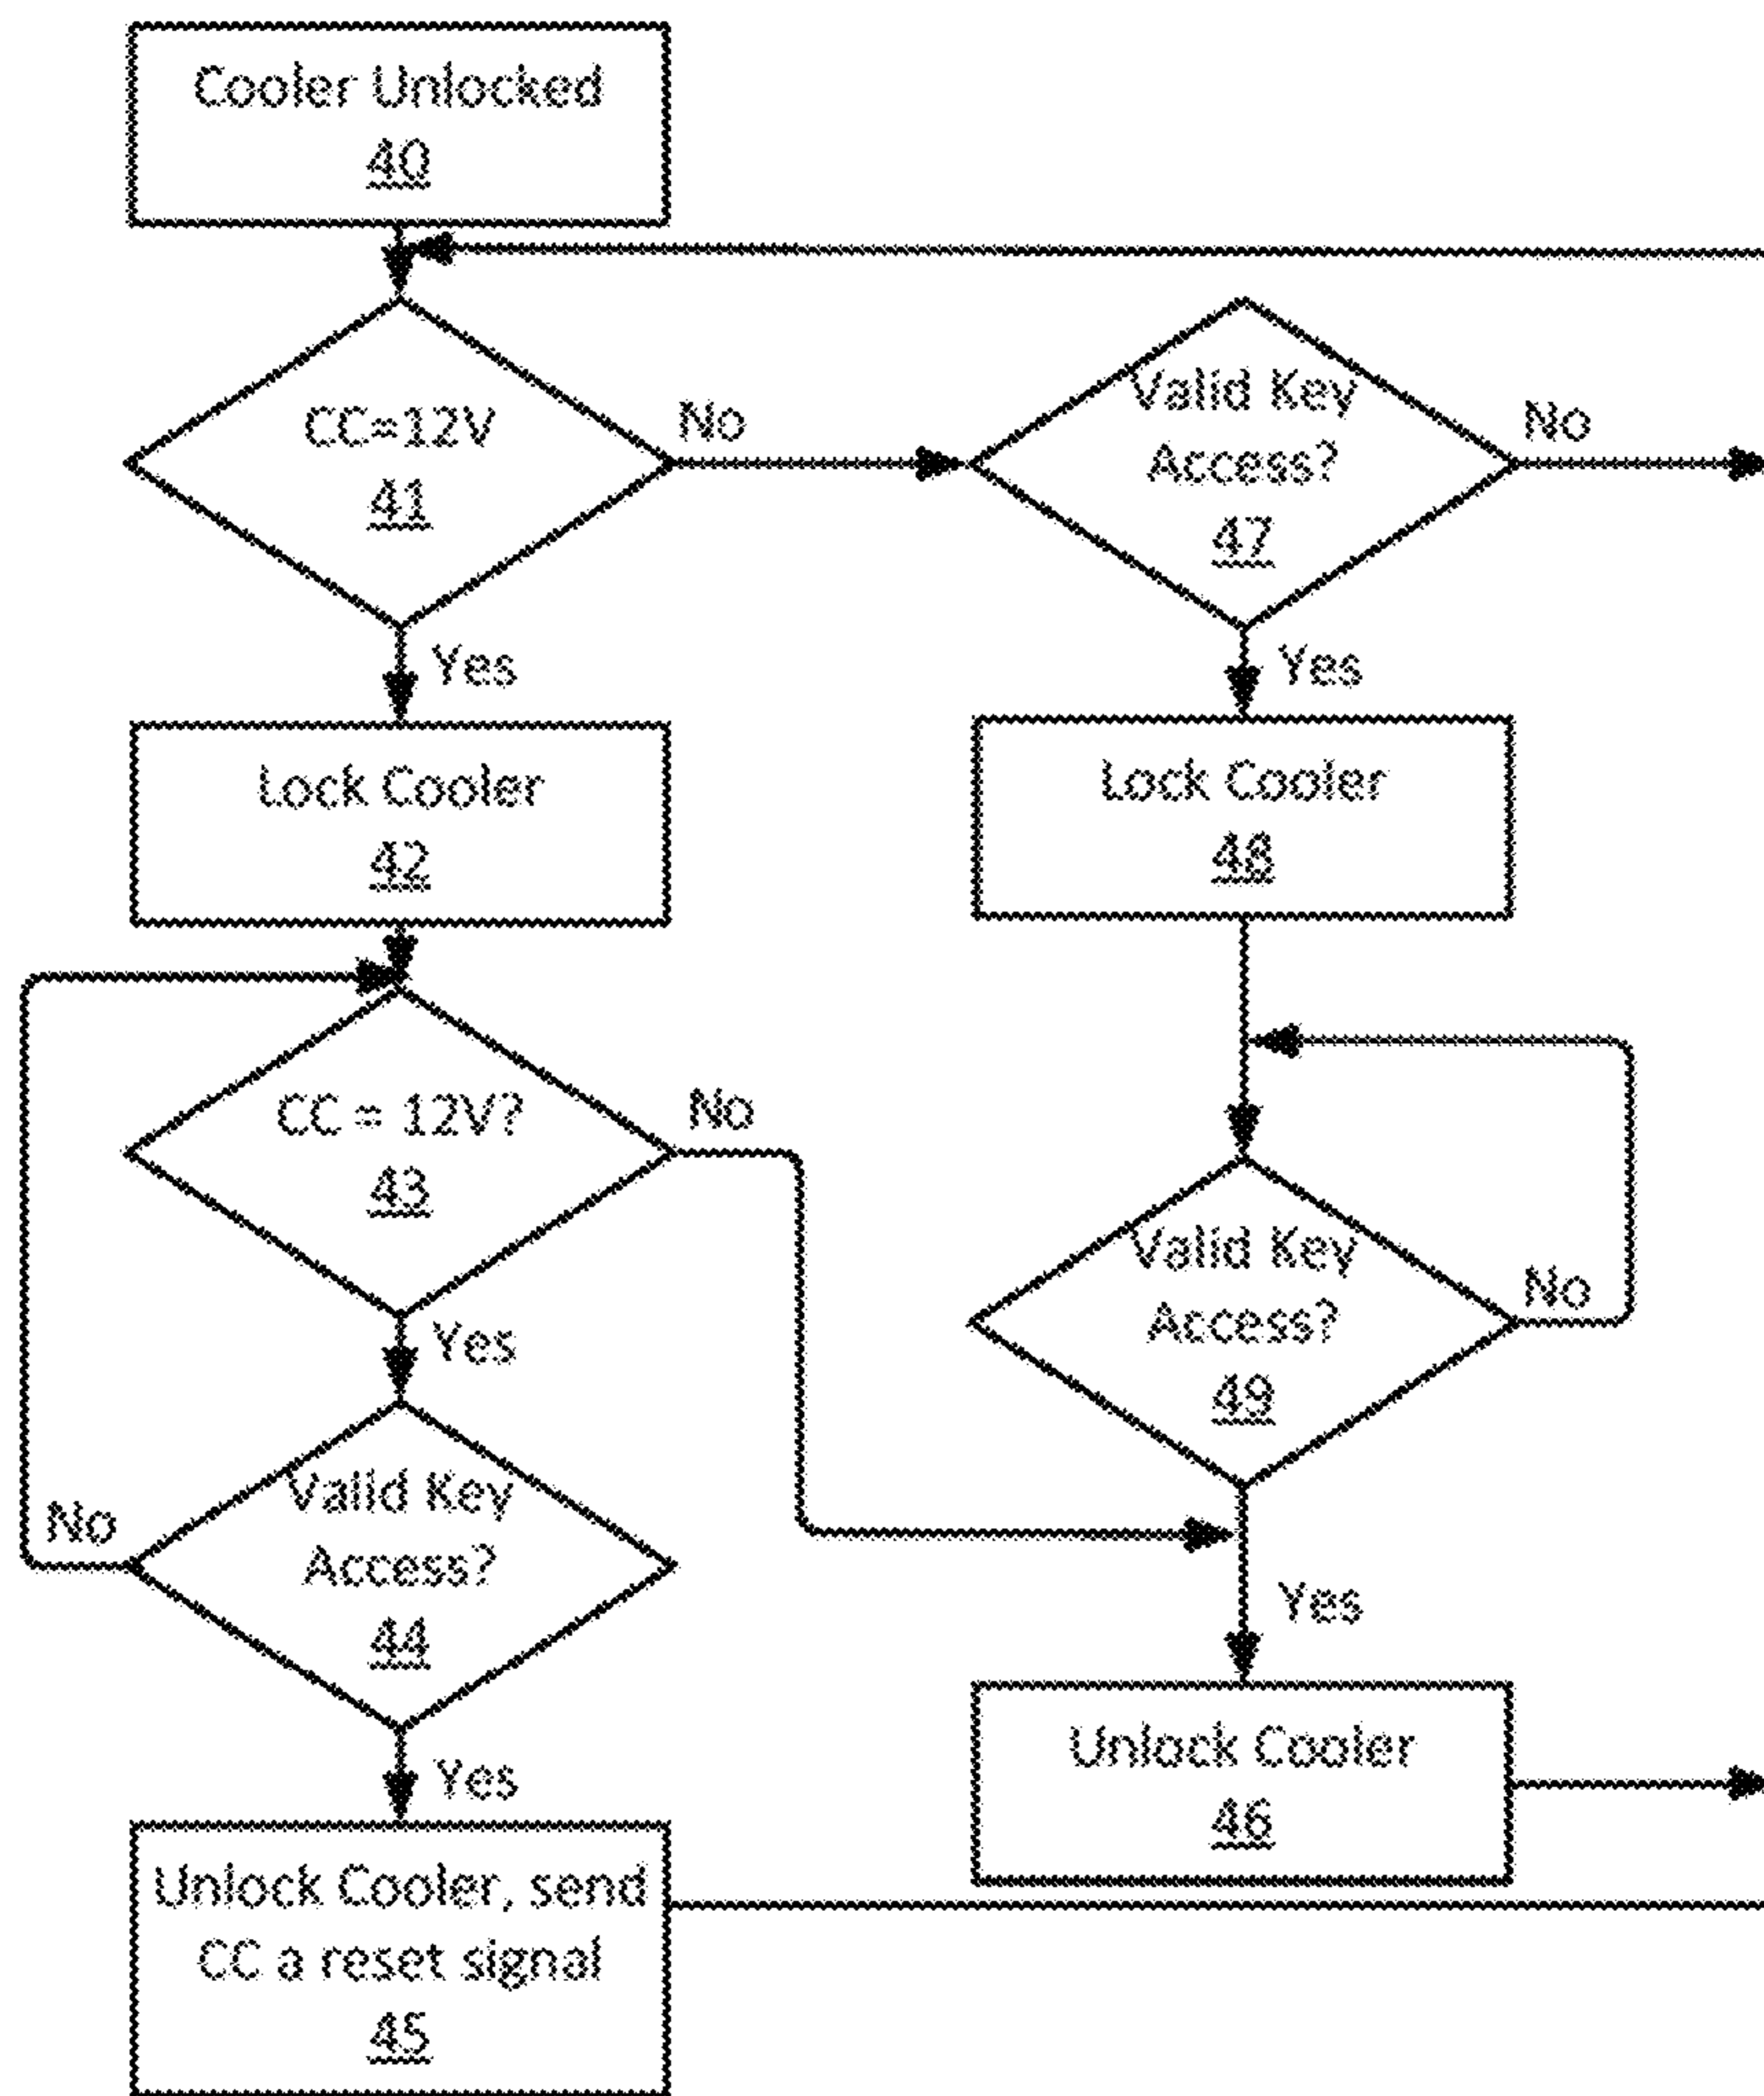 Cooler Unlocked
40
CC=12V
41
No
Valid Key
Access?
47
No
Yes
Yes
Lock Cooler
42
Lock Cooler
48
CC = 12V?
43
No
Valid Key
Access?
49
No
Yes
Valid Key
Access?
44
No
Yes
Yes
Unlock Cooler
46
Unlock Cooler, send
CC a reset signal
45